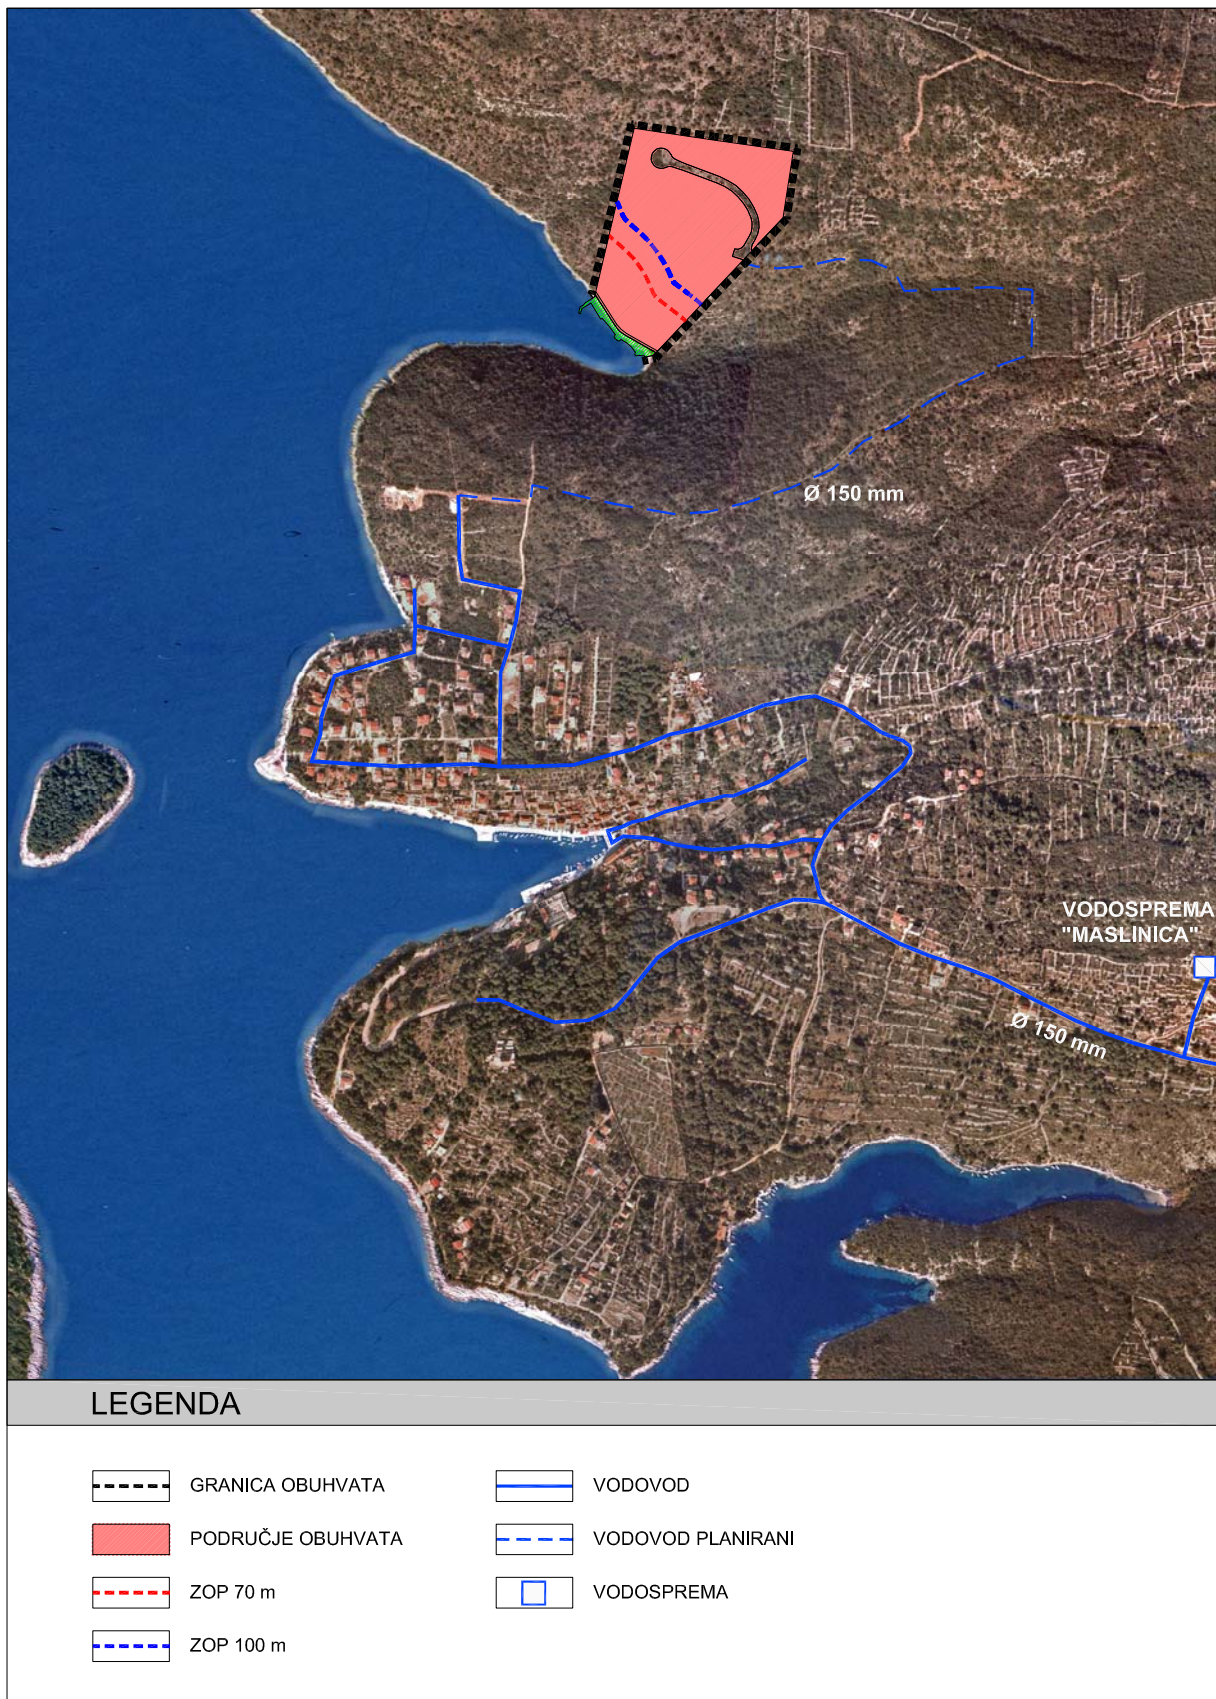 Ø 150 mm
VODOSPREMA
"MASLINICA"
Ø 150 mm
LEGENDA
GRANICA OBUHVATA
PODRUČJE OBUHVATA
ZOP 70 m
ZOP 100 m
VODOVOD
VODOVOD PLANIRANI
VODOSPREMA